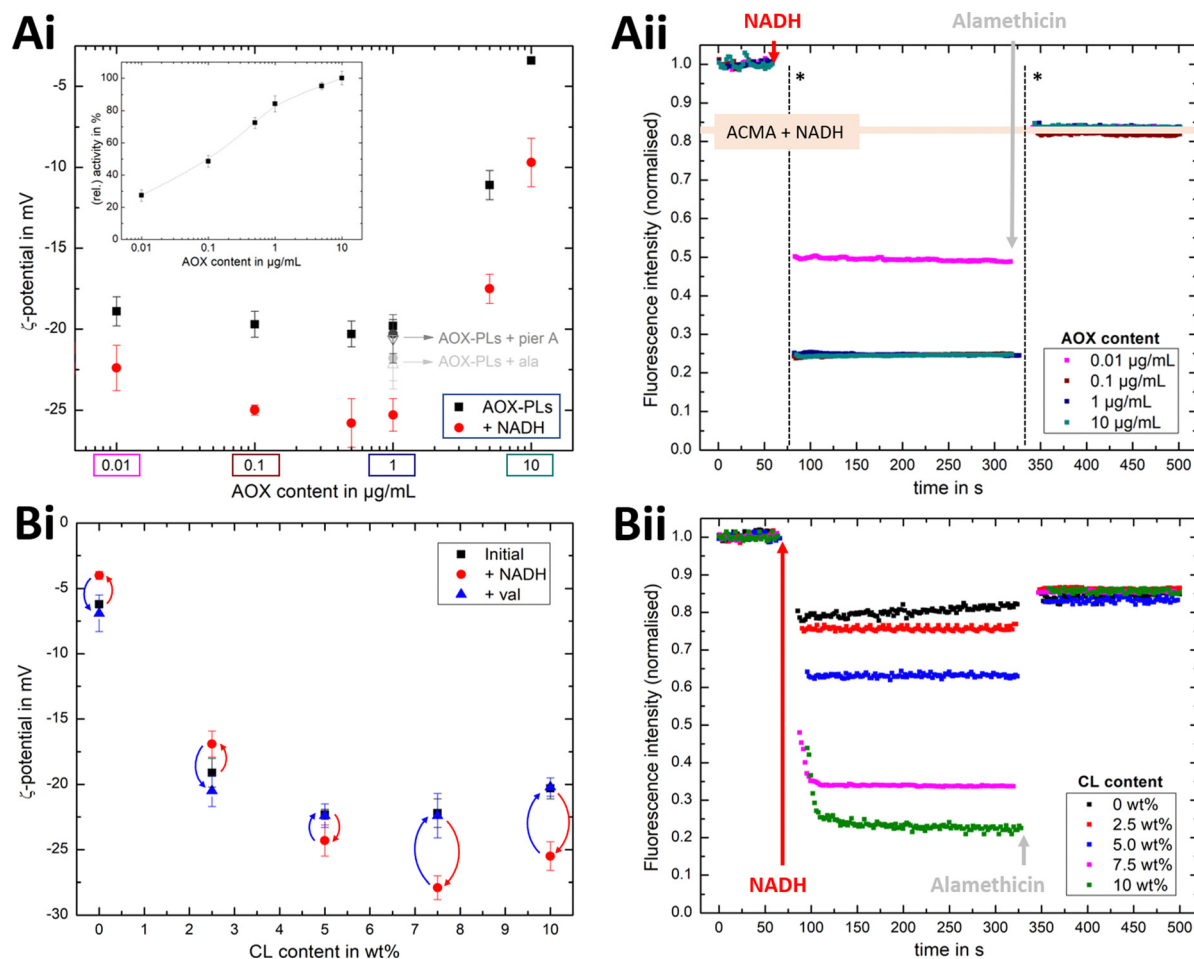 Ai
ζ-potential in mV
-5
-10
-15
-20
-25
(rel.) activity in %
100
80
60
40
20
0
0.01
0.1
1
10
AOX content in µg/mL
AOX-PLs + pier A
AOX-PLs + ala
AOX-PLs
+ NADH
0.01
0.1
1
10
AOX content in µg/mL
Aii
NADH
Alamethicin
*
*
ACMA + NADH
Fluorescence intensity (normalised)
1.0
0.9
0.8
0.7
0.6
0.5
0.4
0.3
0.2
0.1
0.0
AOX content
0.01 µg/mL
0.1 µg/mL
1 µg/mL
10 µg/mL
0
50
100
150
200
250
300
350
400
450
500
time in s
Bi
ζ-potential in mV
0
-5
-10
-15
-20
-25
-30
Initial
+ NADH
+ val
0
1
2
3
4
5
6
7
8
9
10
CL content in wt%
Bii
Fluorescence intensity (normalised)
1.0
0.9
0.8
0.7
0.6
0.5
0.4
0.3
0.2
0.1
0.0
NADH
Alamethicin
CL content
0 wt%
2.5 wt%
5.0 wt%
7.5 wt%
10 wt%
0
50
100
150
200
250
300
350
400
450
500
time in s